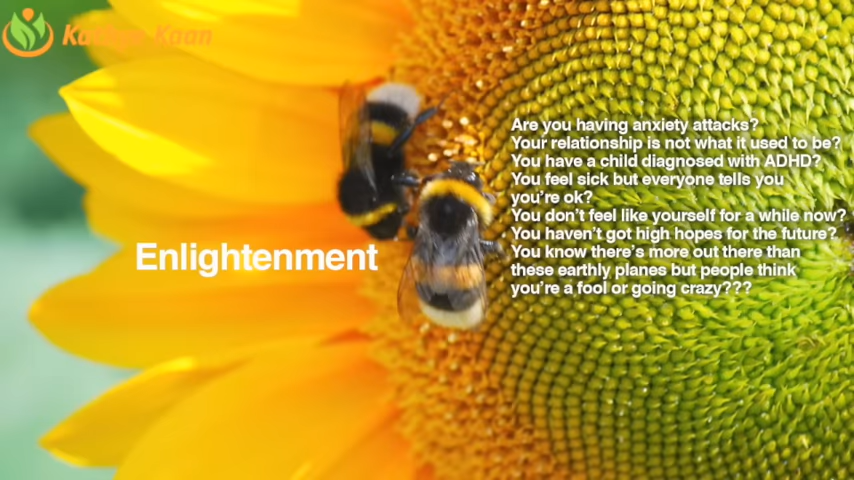 Kaan
Enlightenment
Are you having anxiety attacks?
Your relationship is not what it used to be?
You have a child diagnosed with ADHD?
You feel sick but everyone tells you
you're ok?
You don't feel like yourself for a while now?
You haven't got high hopes for the future?
You know there's more out there than
these earthly planes but people think
you're a fool or going crazy???